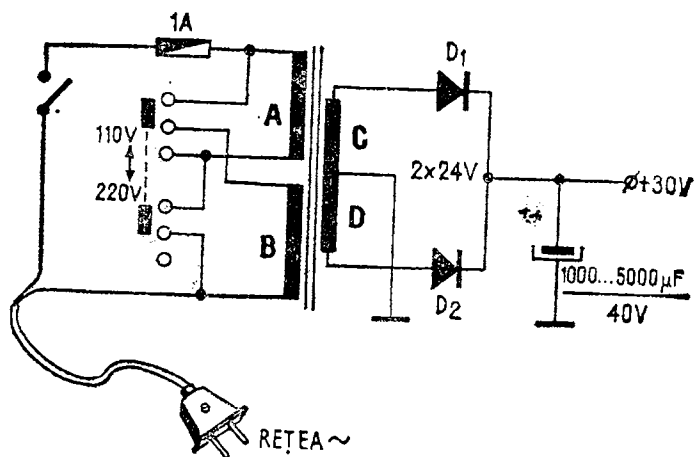 1A
D1
A
C
110V
2x24V
Ø+30V
220V
D
B
1000...5000µF
D2
40V
REȚEA ~